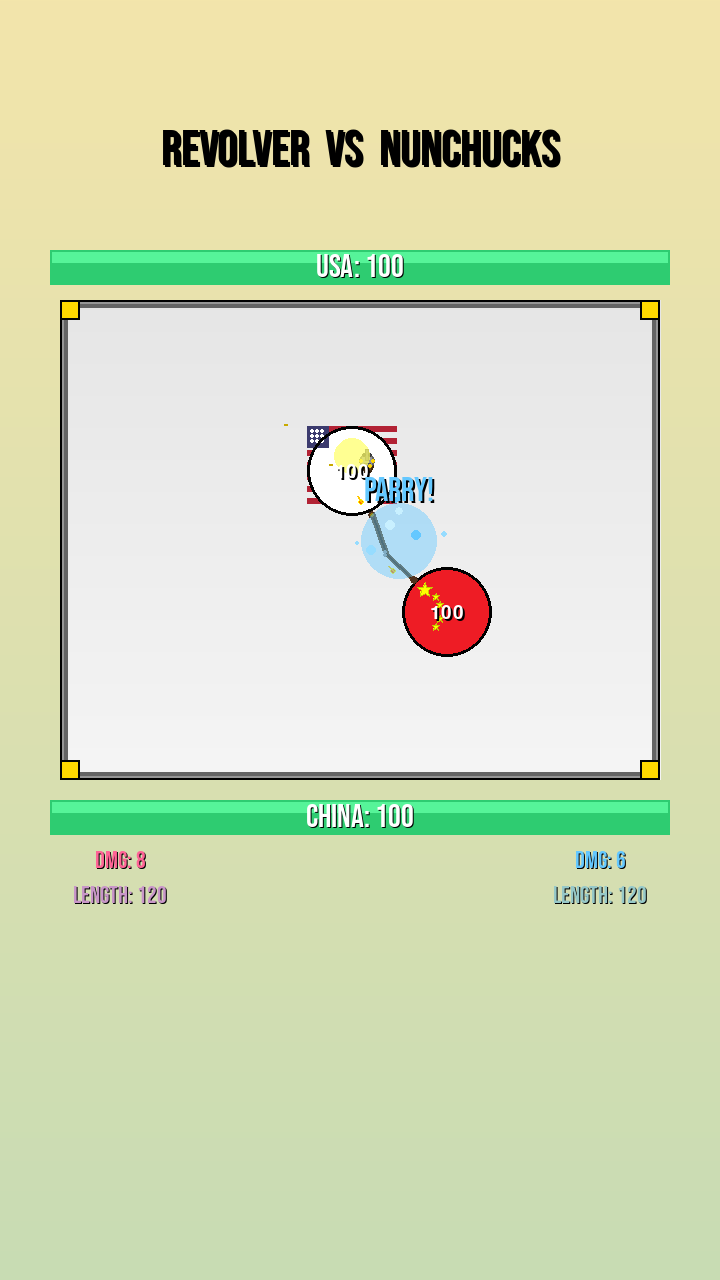 REVOLVER VS NUNCHUCKS
USA: 100
100
PARRY!
100
CHINA: 100
DMG: 8
DMG: 6
LENGTH: 120
LENGTH: 120